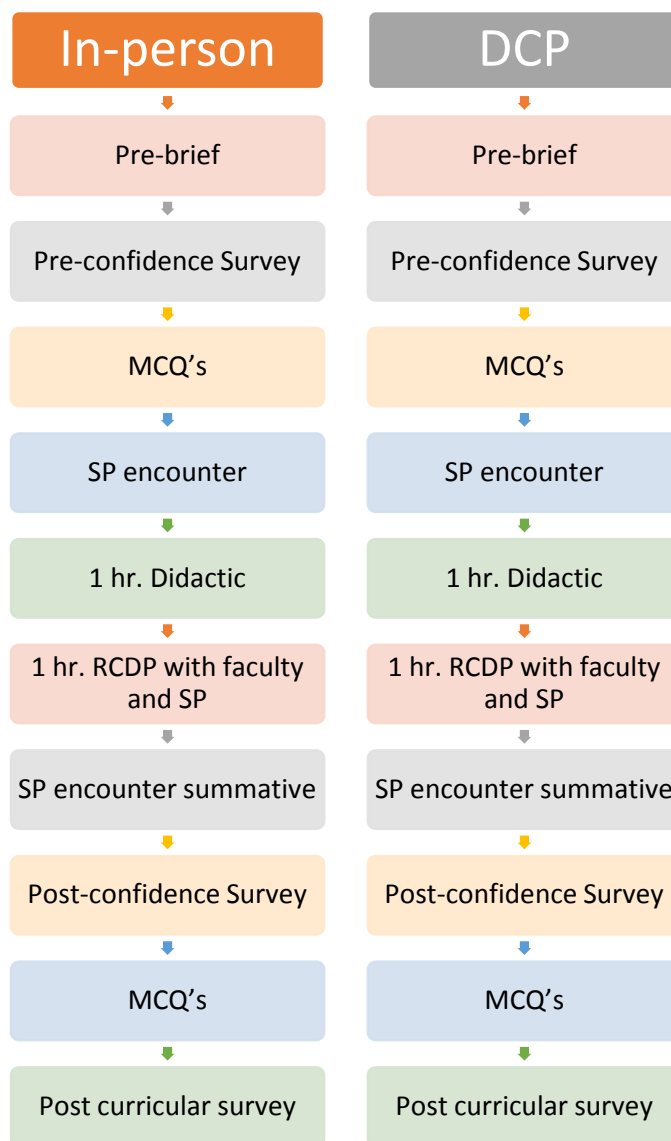 In-person
Pre-brief
Pre-confidence Survey
MCQ’s
SP encounter
1 hr. Didactic
1 hr. RCDP with faculty
and SP
SP encounter summative
Post-confidence Survey
MCQ’s
Post curricular survey
DCP
Pre-brief
Pre-confidence Survey
MCQ’s
SP encounter
1 hr. Didactic
1 hr. RCDP with faculty
and SP
SP encounter summative
Post-confidence Survey
MCQ’s
Post curricular survey